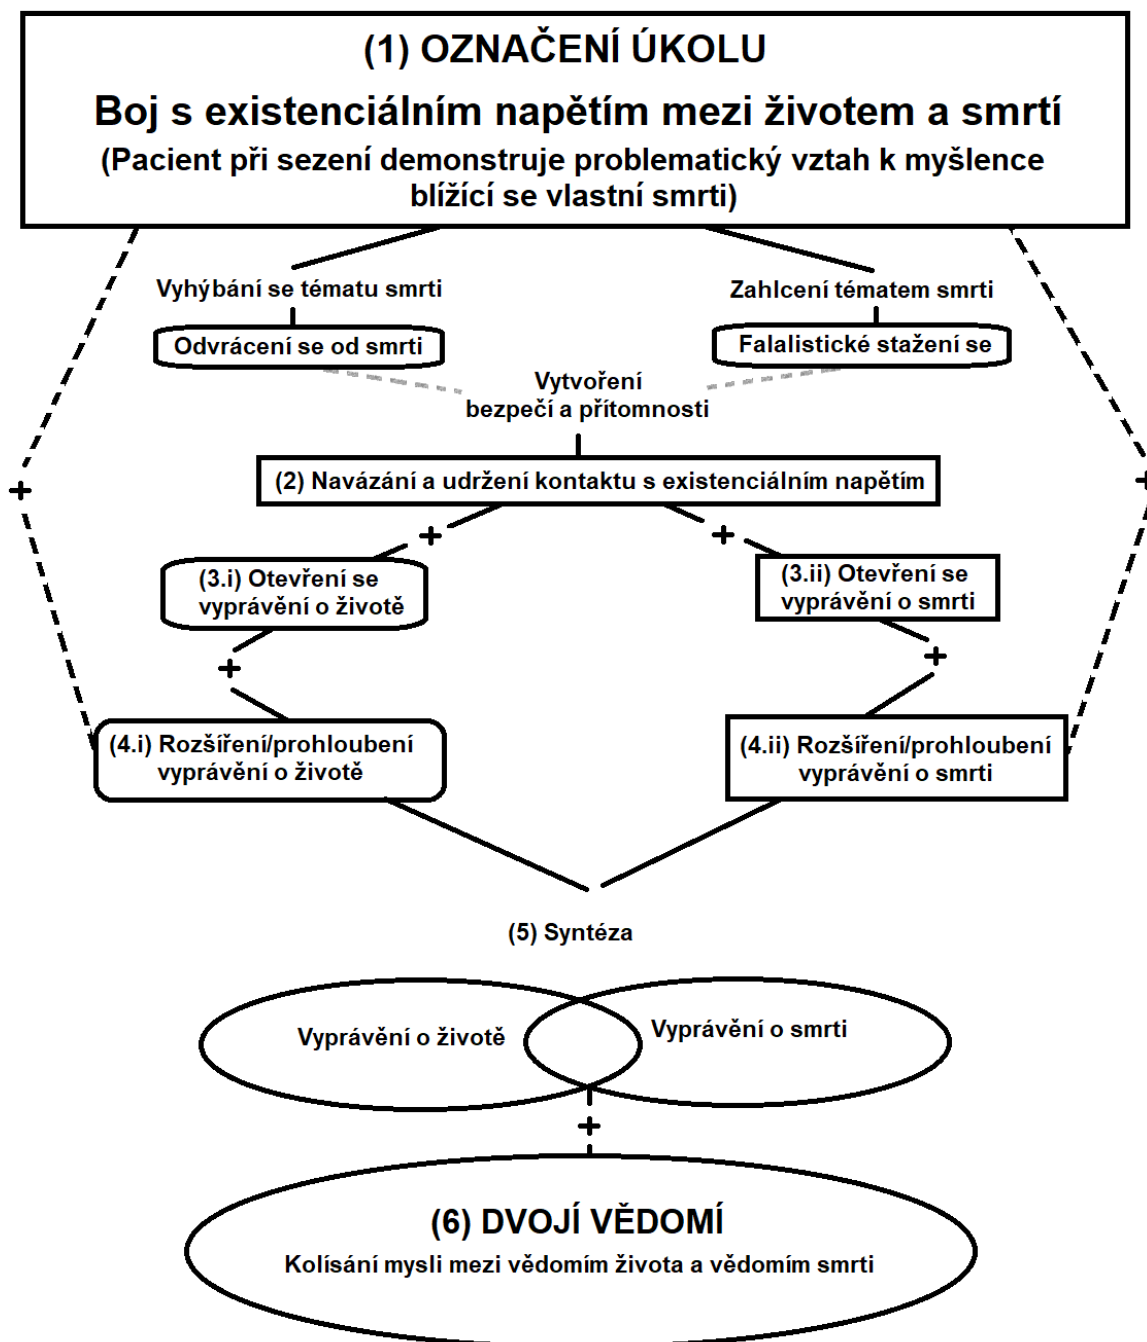 (1) OZNAČENÍ ÚKOLU
Boj s existenciálním napětím mezi životem a smrtí
(Pacient při sezení demonstruje problematický vztah k myšlence
blížící se vlastní smrti)
Vyhýbání se tématu smrti
Zahlcení tématem smrti
Odvrácení se od smrti
Falalistické stažení se
Vytvoření
bezpečí a přítomnosti
+
(2) Navázání a udržení kontaktu s existenciálním napětím
+
+
+
(3.i) Otevření se
vyprávění o životě
(3.ii) Otevření se
vyprávění o smrti
+
+
(4.i) Rozšíření/prohloubení
vyprávění o životě
(4.ii) Rozšíření/prohloubení
vyprávění o smrti
(5) Syntéza
Vyprávění o životě
Vyprávění o smrti
+
(6) DVOJÍ VĚDOMÍ
Kolísání mysli mezi vědomím života a vědomím smrti